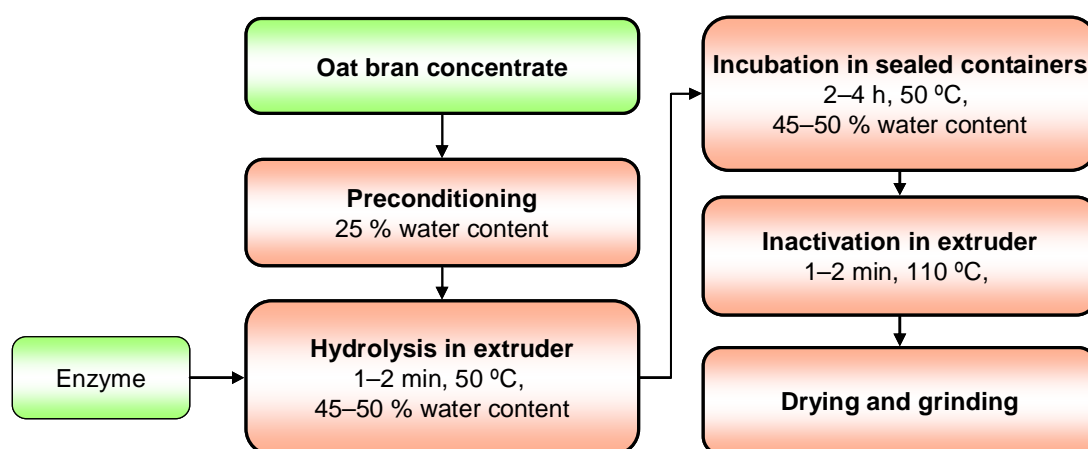 Oat bran concentrate
Preconditioning
25 % water content
Enzyme
Hydrolysis in extruder
1–2 min, 50 ºC,
45–50 % water content
Incubation in sealed containers
2–4 h, 50 ºC,
45–50 % water content
Inactivation in extruder
1–2 min, 110 ºC,
Drying and grinding